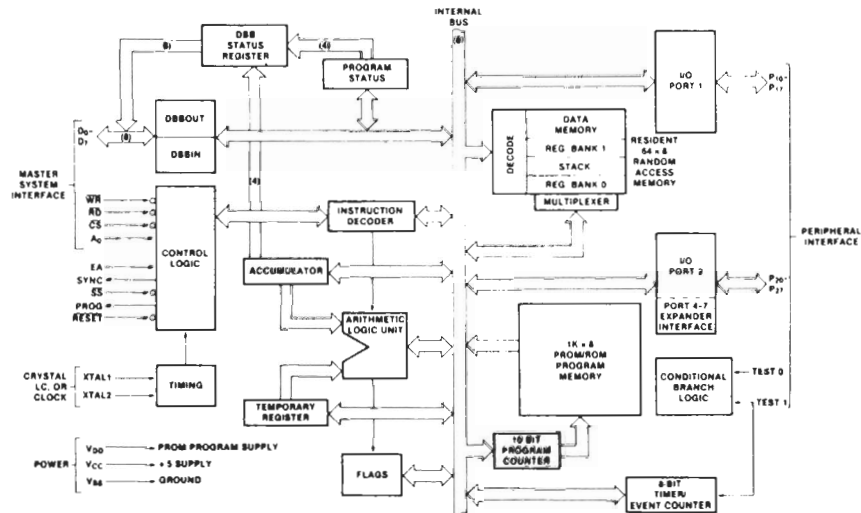 INTERNAL
BUS
(8)
DBB
STATUS
REGISTER
(8)
(4)
PROGRAM
STATUS
DBBOUT
DBBIN
D0-
D7
(8)
MASTER
SYSTEM
INTERFACE
WR
RD
CS
A0
EA
SYNC
SS
PROG
RESET
CONTROL
LOGIC
(4)
INSTRUCTION
DECODER
ACCUMULATOR
ARITHMETIC
LOGIC UNIT
TEMPORARY
REGISTER
FLAGS
CRYSTAL
LC, OR
CLOCK
XTAL1
XTAL2
TIMING
POWER
VDD
PROM PROGRAM SUPPLY
VCC
+5 SUPPLY
VSS
GROUND
I/O
PORT 1
P10-
P17
DECODE
DATA
MEMORY
REG. BANK 1
STACK
REG. BANK 0
MULTIPLEXER
RESIDENT
64 × 8
RANDOM
ACCESS
MEMORY
PERIPHERAL
INTERFACE
I/O
PORT 2
PORT 4-7
EXPANDER
INTERFACE
P20-
P27
1K × 8
PROM/ROM
PROGRAM
MEMORY
CONDITIONAL
BRANCH
LOGIC
TEST 0
TEST 1
10 BIT
PROGRAM
COUNTER
8-BIT
TIMER/
EVENT COUNTER